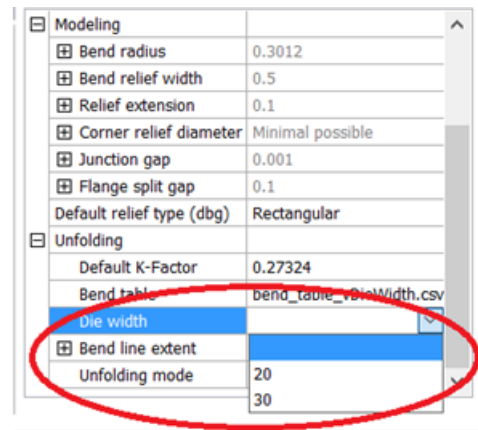 Modeling
Bend radius 0.3012
Bend relief width 0.5
Relief extension 0.1
Corner relief diameter Minimal possible
Junction gap 0.001
Flange split gap 0.1
Default relief type (dbg) Rectangular
Unfolding
Default K-Factor 0.27324
Bend table bend_table_vDieWidth.csv
Die width
Bend line extent
Unfolding mode 20
30